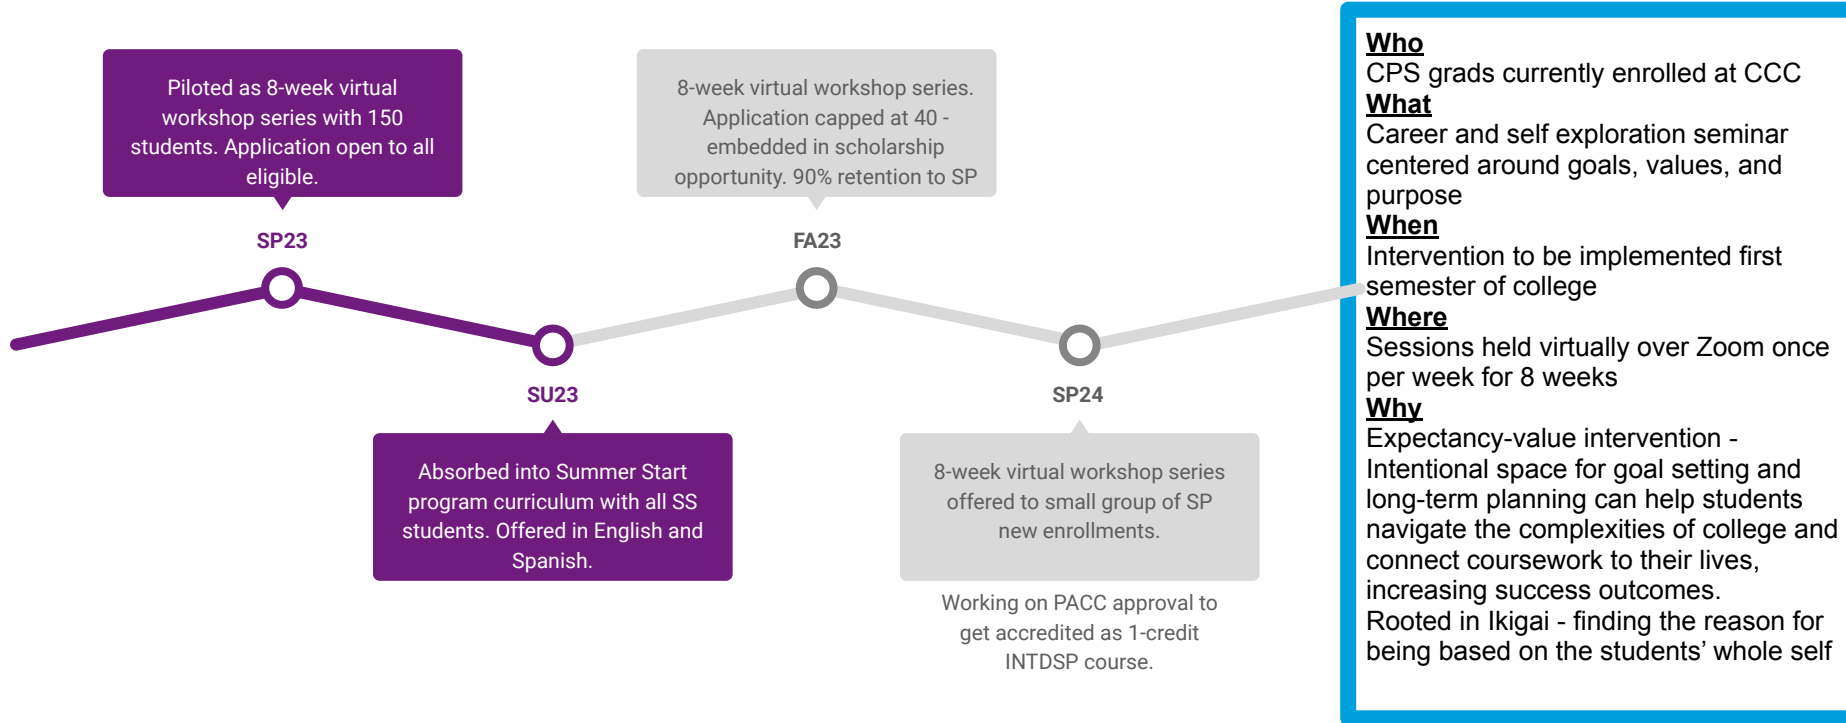 Piloted as 8-week virtual
workshop series with 150
students. Application open to all
eligible.
SP23
SU23
Absorbed into Summer Start
program curriculum with all SS
students. Offered in English and
Spanish.
8-week virtual workshop series.
Application capped at 40 -
embedded in scholarship
opportunity. 90% retention to SP
FA23
SP24
8-week virtual workshop series
offered to small group of SP
new enrollments.
Working on PACC approval to
get accredited as 1-credit
INTDSP course.
Who
CPS grads currently enrolled at CCC
What
Career and self exploration seminar
centered around goals, values, and
purpose
When
Intervention to be implemented first
semester of college
Where
Sessions held virtually over Zoom once
per week for 8 weeks
Why
Expectancy-value intervention -
Intentional space for goal setting and
long-term planning can help students
navigate the complexities of college and
connect coursework to their lives,
increasing success outcomes.
Rooted in Ikigai - finding the reason for
being based on the students’ whole self